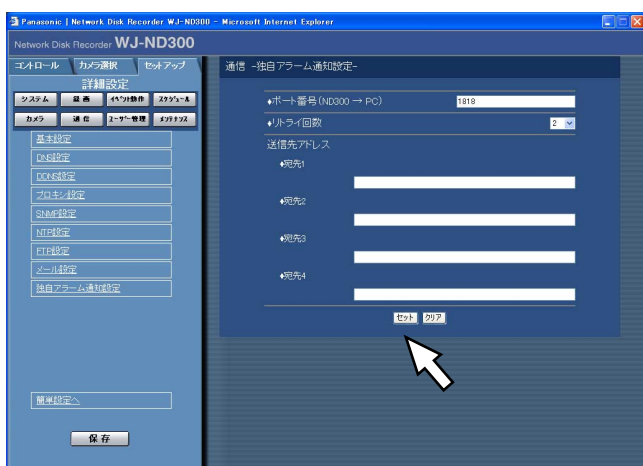 Panasonic | Network Disk Recorder WJ-ND300 - Microsoft Internet Explorer
Network Disk Recorder WJ-ND300
コントロール カメラ選択 セットアップ
詳細設定
システム 録画 イベント動作 スケジュール
カメラ 通信 ユーザー管理 メンテナンス
基本設定
DNS設定
DDNS設定
プロキシ設定
SNMP設定
NTP設定
FTP設定
メール設定
独自アラーム通知設定
簡単設定へ
保存
通信 -独自アラーム通知設定-
♦ポート番号(ND300 → PC) 1818
♦リトライ回数 2
送信先アドレス
♦宛先1
♦宛先2
♦宛先3
♦宛先4
セット クリア